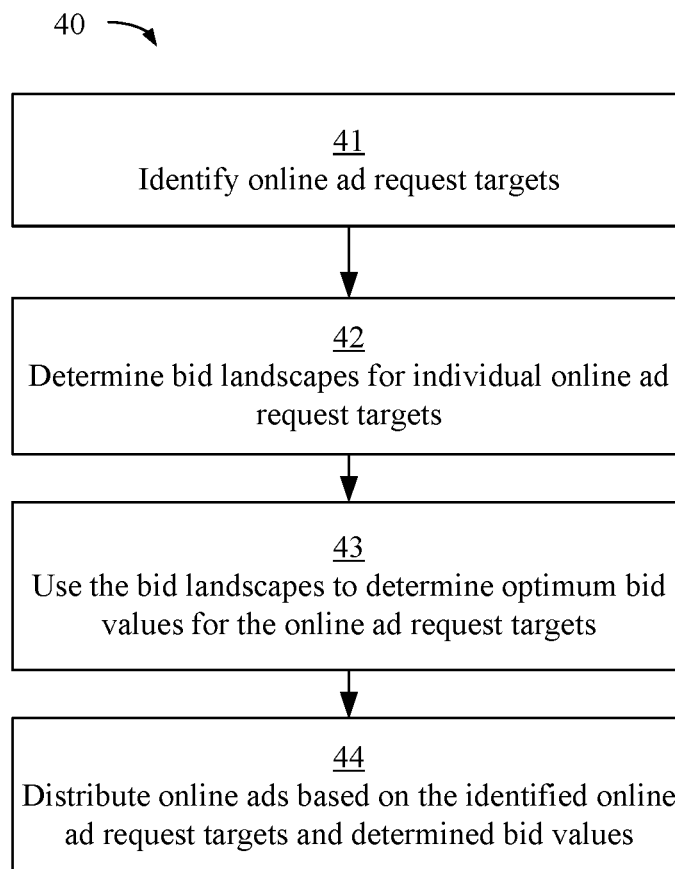 40
41
Identify online ad request targets
42
Determine bid landscapes for individual online ad
request targets
43
Use the bid landscapes to determine optimum bid
values for the online ad request targets
44
Distribute online ads based on the identified online
ad request targets and determined bid values